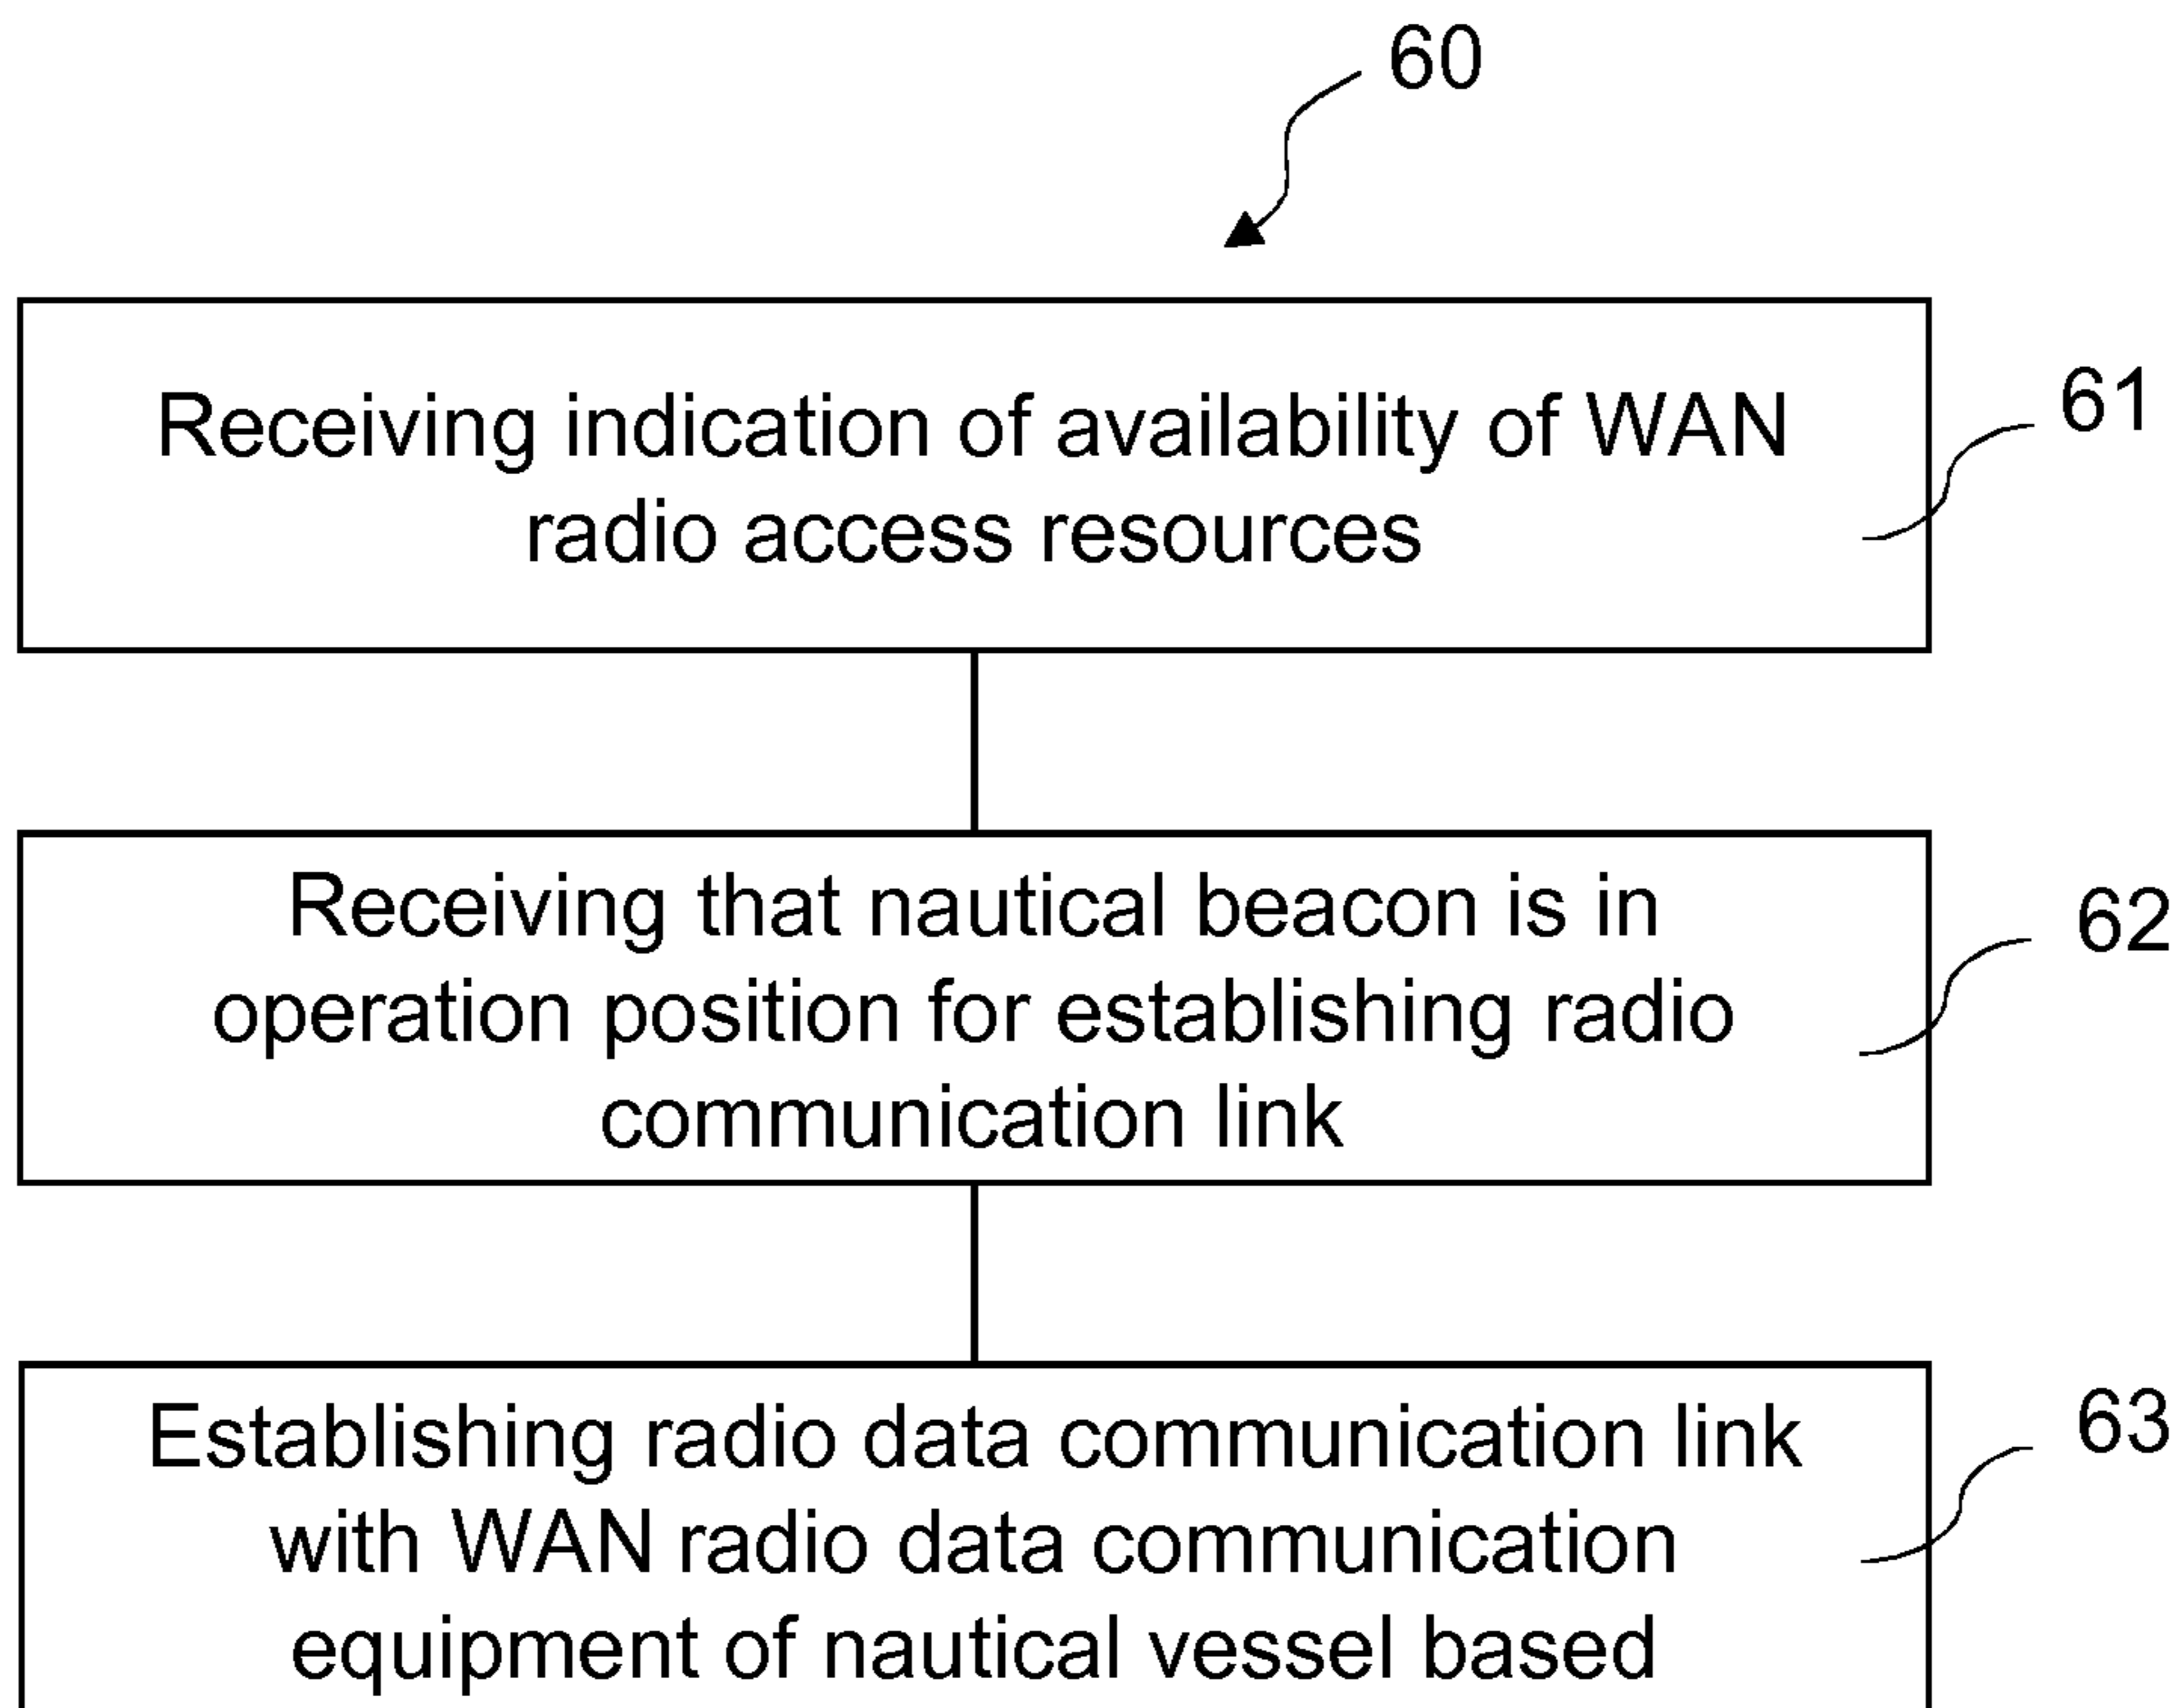 60
Receiving indication of availability of WAN
radio access resources
61
Receiving that nautical beacon is in
operation position for establishing radio
communication link
62
Establishing radio data communication link
with WAN radio data communication
equipment of nautical vessel based
63